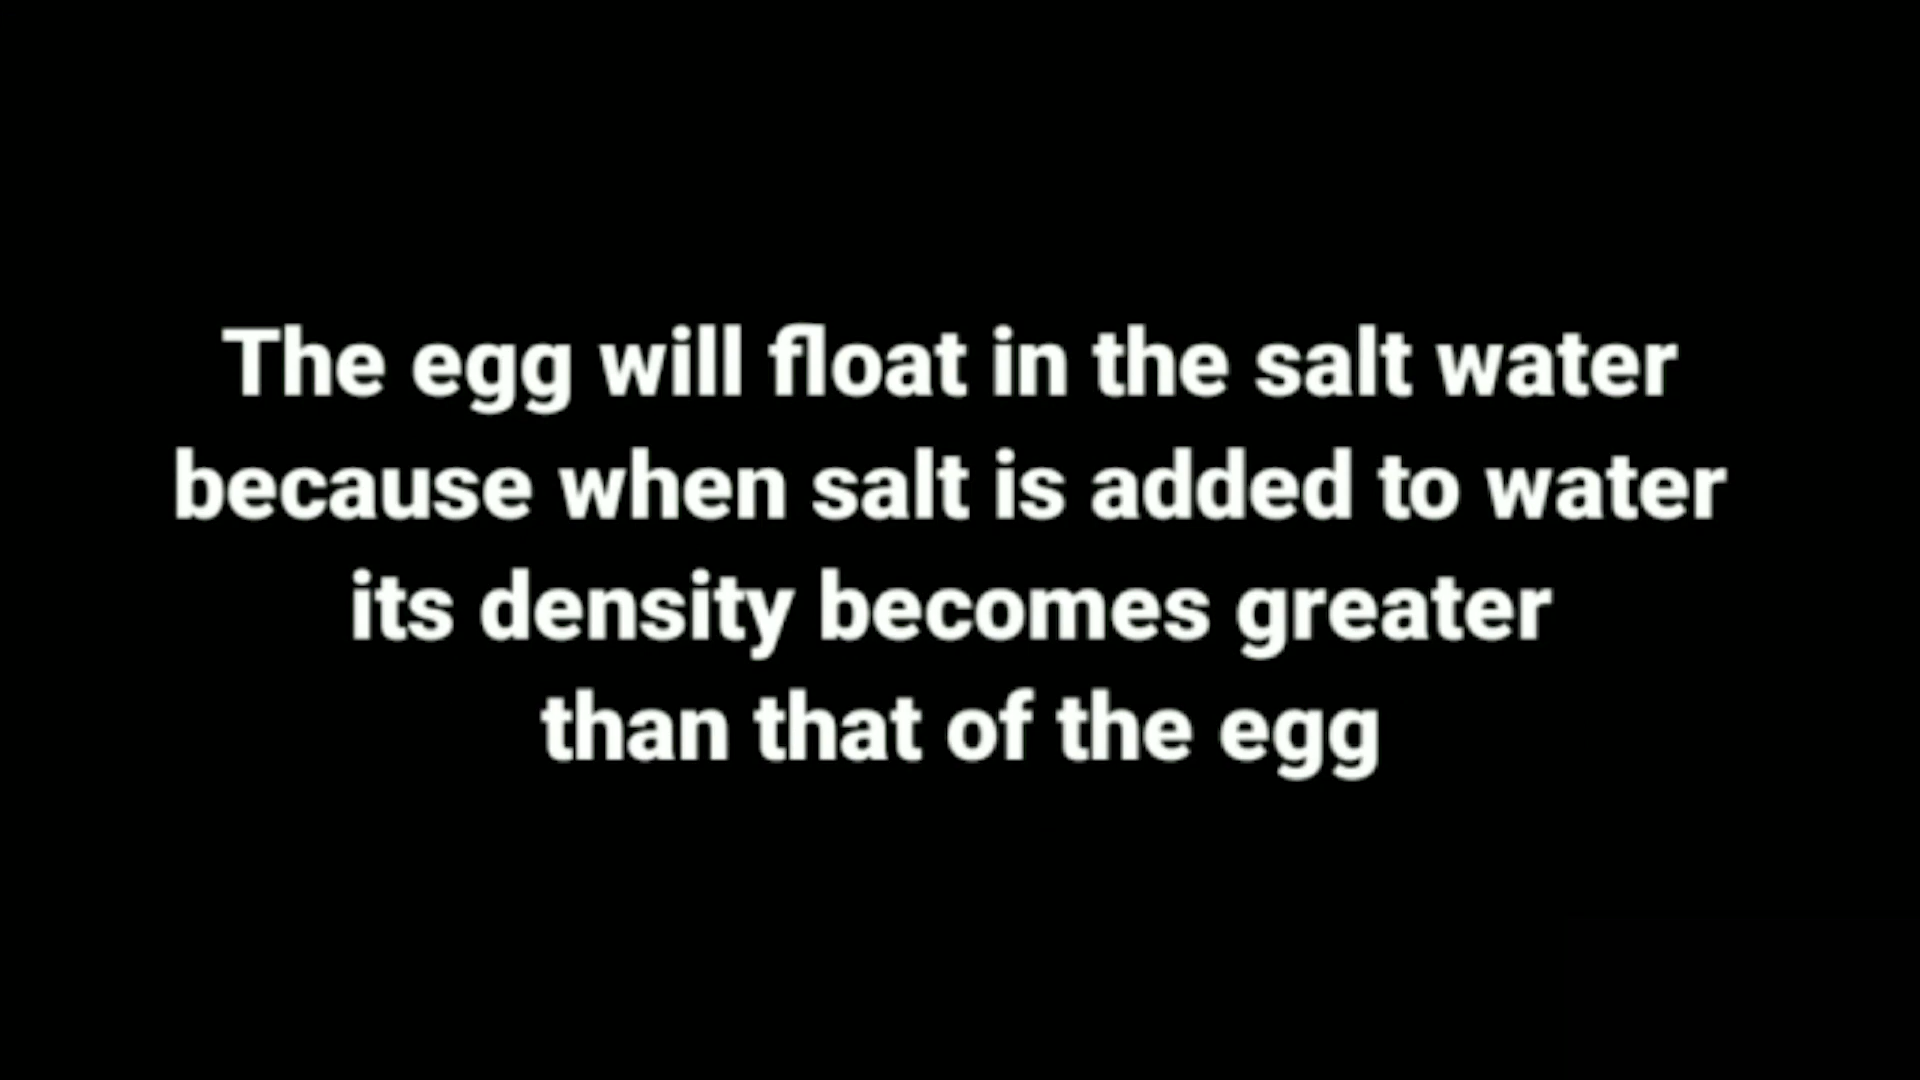 The egg will float in the salt water
because when salt is added to water
its density becomes greater
than that of the egg